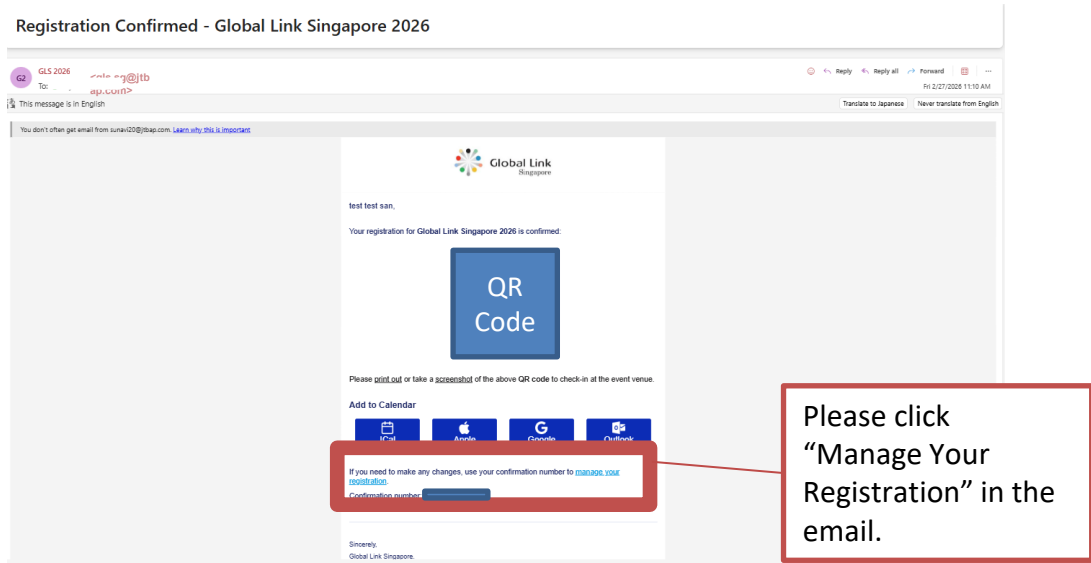 Registration Confirmed - Global Link Singapore 2026
G2
GLS 2026
To:
@jtb
Reply Reply all Forward
Fri 2/27/2026 11:10 AM
This message is in English
Translate to Japanese Never translate from English
You don't often get email from sunavi20@jtbap.com. Learn why this is important
Global Link
Singapore
test test san,
Your registration for Global Link Singapore 2026 is confirmed:
QR
Code
Please print out or take a screenshot of the above QR code to check-in at the event venue.
Add to Calendar
iCal Apple Google Outlook
If you need to make any changes, use your confirmation number to manage your
registration.
Confirmation number:
Sincerely,
Global Link Singapore.
Please click
“Manage Your
Registration” in the
email.